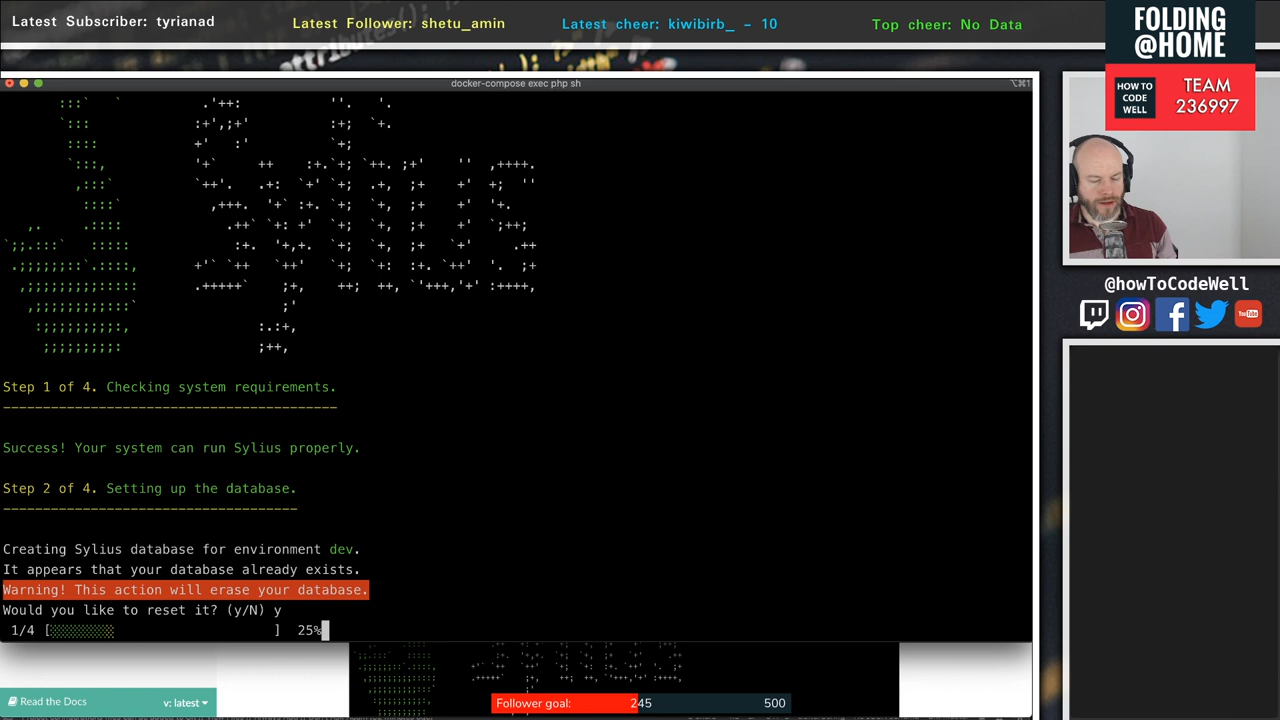 Latest Subscriber: tyrianad
Latest Follower: shetu_amin
Latest cheer: kiwibirb_ - 10
Top cheer: No Data
FOLDING
@HOME
HOW TO
CODE
WELL
TEAM
236997
docker-compose exec php sh
⌥⌘1
@howToCodeWell
You Tube
Step 1 of 4. Checking system requirements.
Success! Your system can run Sylius properly.
Step 2 of 4. Setting up the database.
Creating Sylius database for environment dev.
It appears that your database already exists.
Warning! This action will erase your database.
Would you like to reset it? (y/N) y
1/4 [ ] 25%
Read the Docs
v: latest
Follower goal:
245
500